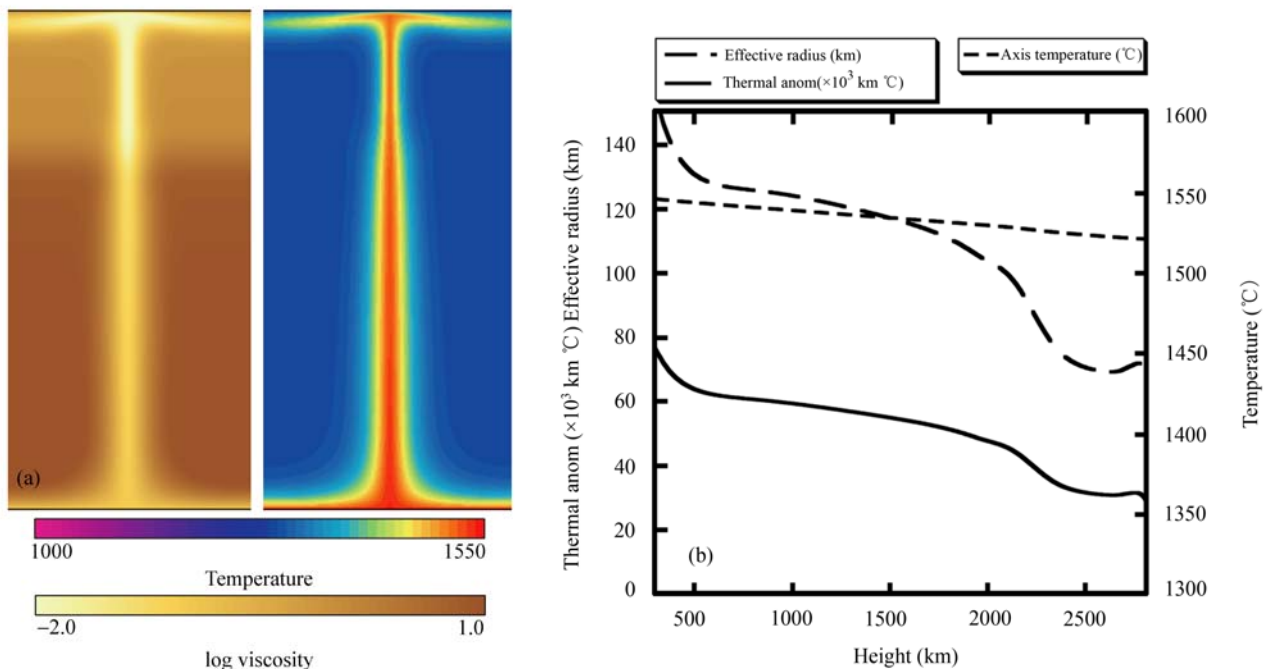 (a)
1000
1550
Temperature
−2.0
1.0
log viscosity
Effective radius (km)
Thermal anom(×10³ km ℃)
Axis temperature (℃)
Thermal anom (×10³ km ℃) Effective radius (km)
140
120
100
80
60
40
20
0
1600
1550
1500
1450
1400
1350
1300
Temperature (℃)
(b)
500
1000
1500
2000
2500
Height (km)